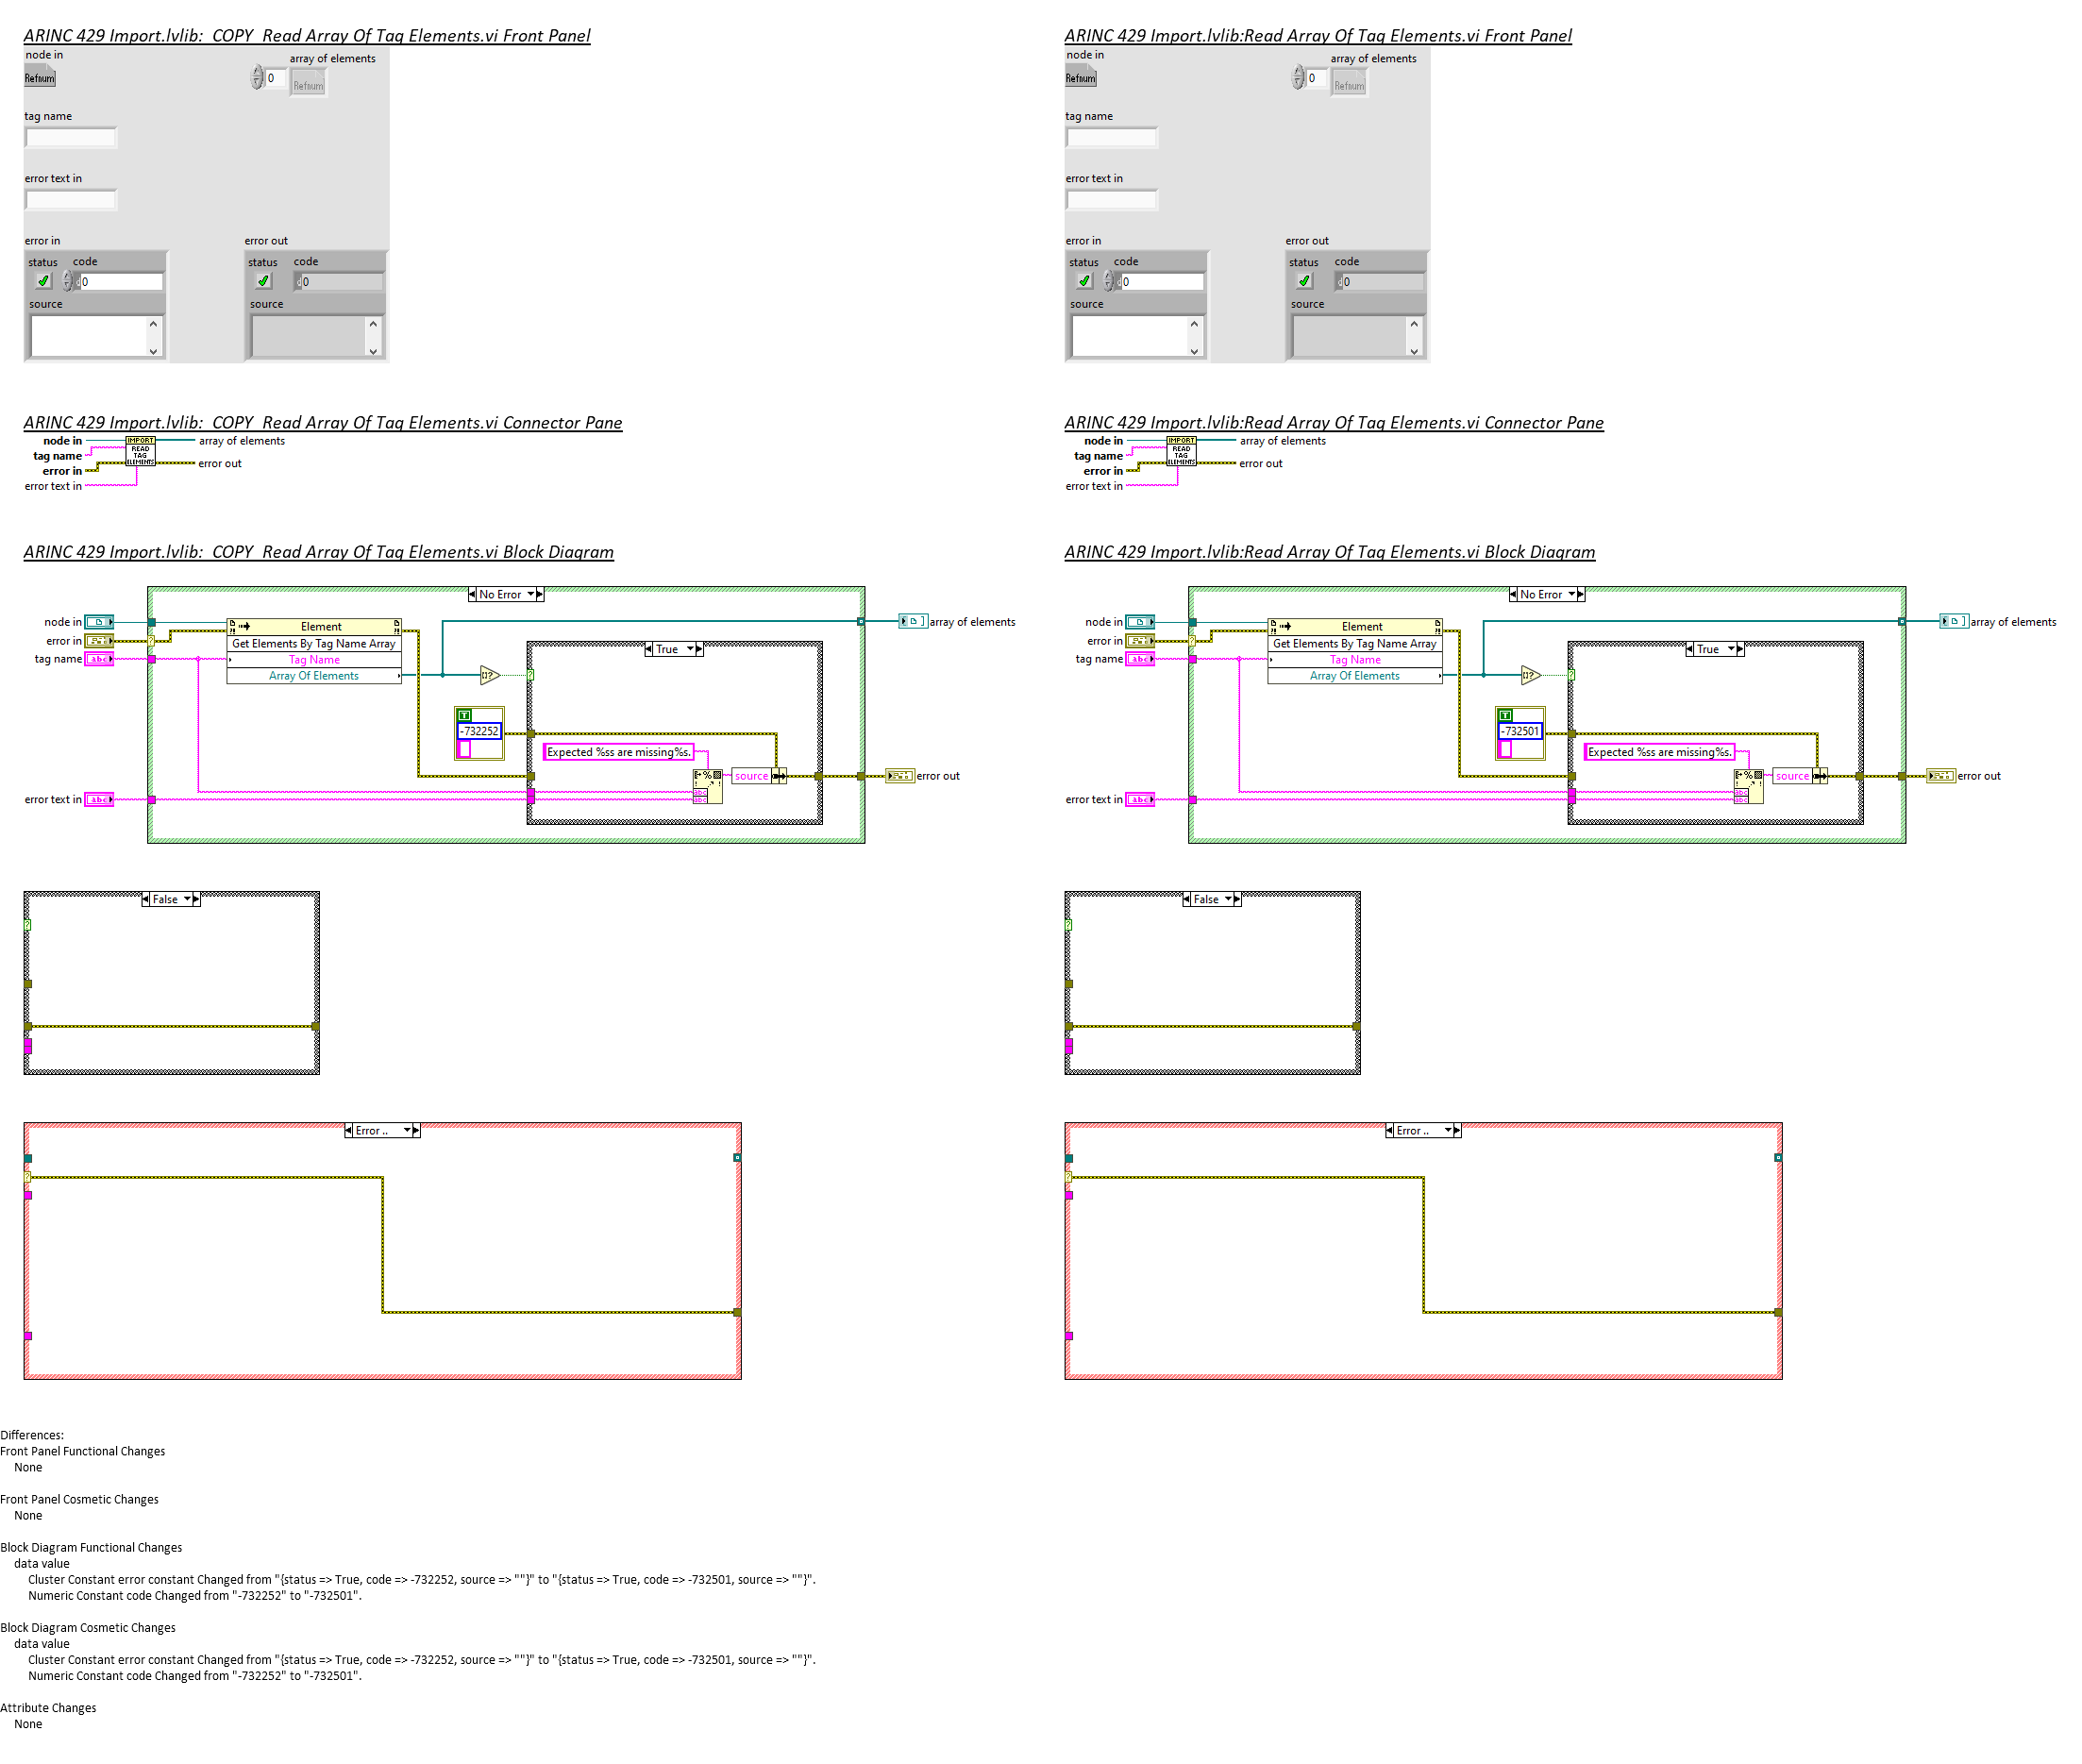 ARINC 429 Import.lvlib:  COPY  Read Array Of Tag Elements.vi Front Panel
node in
array of elements
Refnum
0
Refnum
tag name
error text in
error in
error out
status
code
0
source
status
code
0
source
ARINC 429 Import.lvlib:Read Array Of Tag Elements.vi Front Panel
node in
array of elements
Refnum
0
Refnum
tag name
error text in
error in
error out
status
code
0
source
status
code
0
source
ARINC 429 Import.lvlib:  COPY  Read Array Of Tag Elements.vi Connector Pane
node in
tag name
error in
error text in
IMPORT
READ
TAG
ELEMENTS
array of elements
error out
ARINC 429 Import.lvlib:Read Array Of Tag Elements.vi Connector Pane
node in
tag name
error in
error text in
IMPORT
READ
TAG
ELEMENTS
array of elements
error out
ARINC 429 Import.lvlib:  COPY  Read Array Of Tag Elements.vi Block Diagram
No Error
node in
error in
tag name
abc
Element
Get Elements By Tag Name Array
Tag Name
Array Of Elements
array of elements
True
T
-732252
Expected %ss are missing%s.
source
error out
error text in
abc
abc
abc
ARINC 429 Import.lvlib:Read Array Of Tag Elements.vi Block Diagram
No Error
node in
error in
tag name
abc
Element
Get Elements By Tag Name Array
Tag Name
Array Of Elements
array of elements
True
T
-732501
Expected %ss are missing%s.
source
error out
error text in
abc
abc
abc
False
False
Error ..
Error ..
Differences:
Front Panel Functional Changes
None
Front Panel Cosmetic Changes
None
Block Diagram Functional Changes
data value
Cluster Constant error constant Changed from "{status => True, code => -732252, source => ""}" to "{status => True, code => -732501, source => ""}".
Numeric Constant code Changed from "-732252" to "-732501".
Block Diagram Cosmetic Changes
data value
Cluster Constant error constant Changed from "{status => True, code => -732252, source => ""}" to "{status => True, code => -732501, source => ""}".
Numeric Constant code Changed from "-732252" to "-732501".
Attribute Changes
None